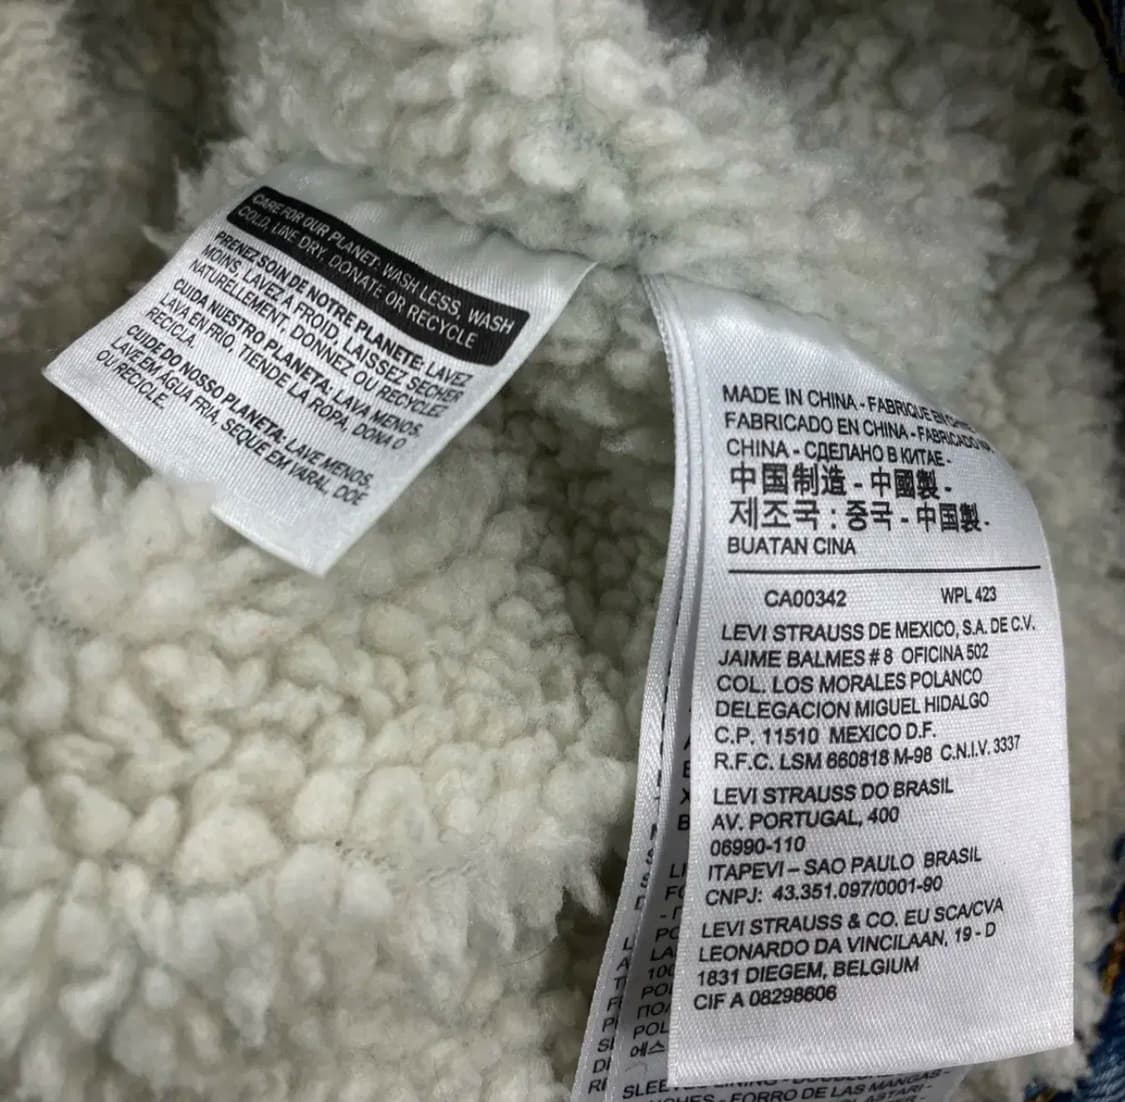 CARE FOR OUR PLANET: WASH LESS, WASH
COLD, LINE DRY, DONATE OR RECYCLE
PRENEZ SOIN DE NOTRE PLANETE: LAVEZ
MOINS, LAVEZ A FROID, LAISSEZ SECHER
NATURELLEMENT, DONNEZ OU RECYCLEZ
CUIDA NUESTRO PLANETA: LAVA MENOS,
LAVA EN FRIO, TIENDE LA ROPA, DONA O
RECICLA.
CUIDE DO NOSSO PLANETA: LAVE MENOS,
LAVE EM AGUA FRIA, SEQUE EM VARAL, DOE
OU RECICLE.
MADE IN CHINA - FABRIQUE EN CHINE
FABRICADO EN CHINA - FABRICADO NA
CHINA - СДЕЛАНО В КИТАЕ -
中国制造 - 中國製 -
제조국 : 중국 - 中国製 -
BUATAN CINA
CA00342 WPL 423
LEVI STRAUSS DE MEXICO, S.A. DE C.V.
JAIME BALMES # 8 OFICINA 502
COL. LOS MORALES POLANCO
DELEGACION MIGUEL HIDALGO
C.P. 11510 MEXICO D.F.
R.F.C. LSM 660818 M-98 C.N.I.V. 3337
LEVI STRAUSS DO BRASIL
AV. PORTUGAL, 400
06990-110
ITAPEVI – SAO PAULO BRASIL
CNPJ: 43.351.097/0001-90
LEVI STRAUSS & CO. EU SCA/CVA
LEONARDO DA VINCILAAN, 19 - D
1831 DIEGEM, BELGIUM
CIF A 08298606
FORRO DE LAS MANGAS -